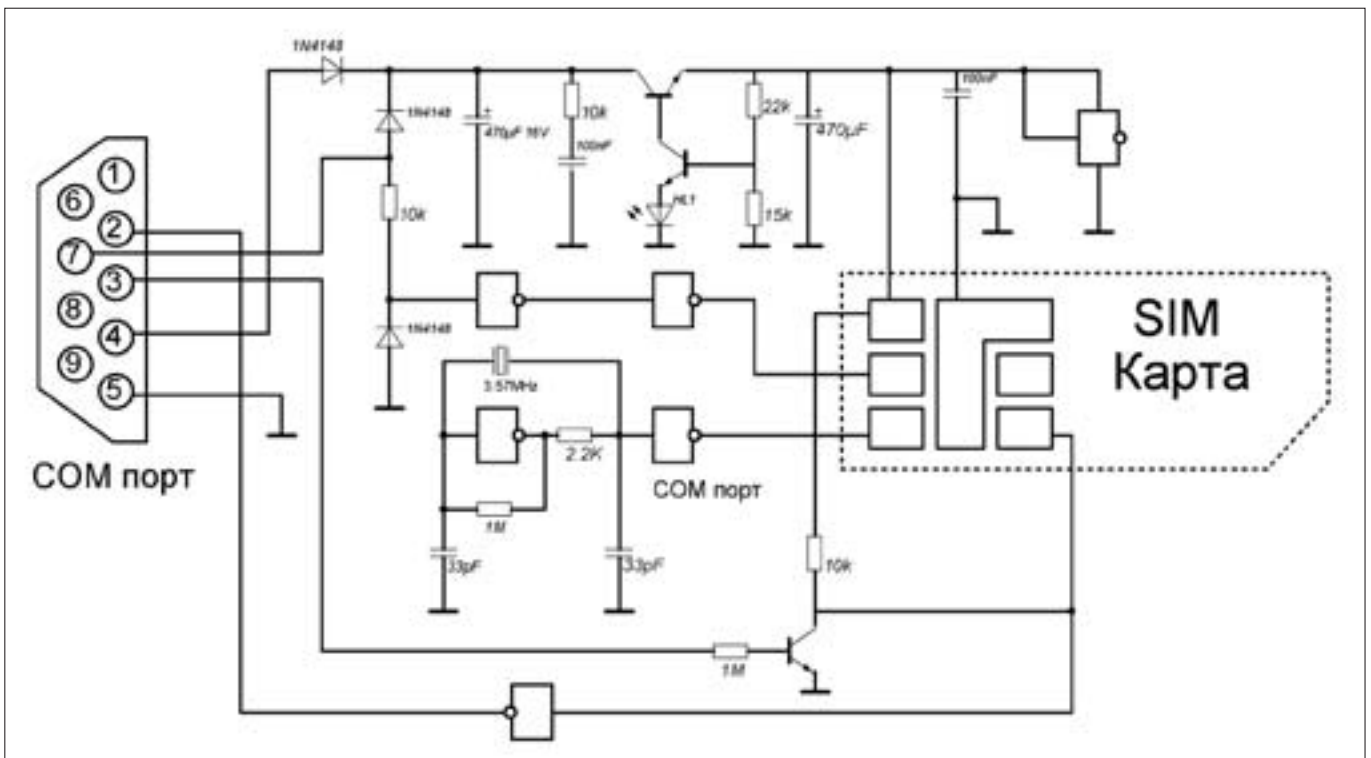 1N4148
1N4148
470µF 16V
10k
100nF
22k
470µF
100nF
HL1
15k
10k
1
6
2
7
3
8
4
9
5
COM порт
1N4148
3.57MHz
2.2K
COM порт
1M
33pF
33pF
SIM
Карта
10k
1M